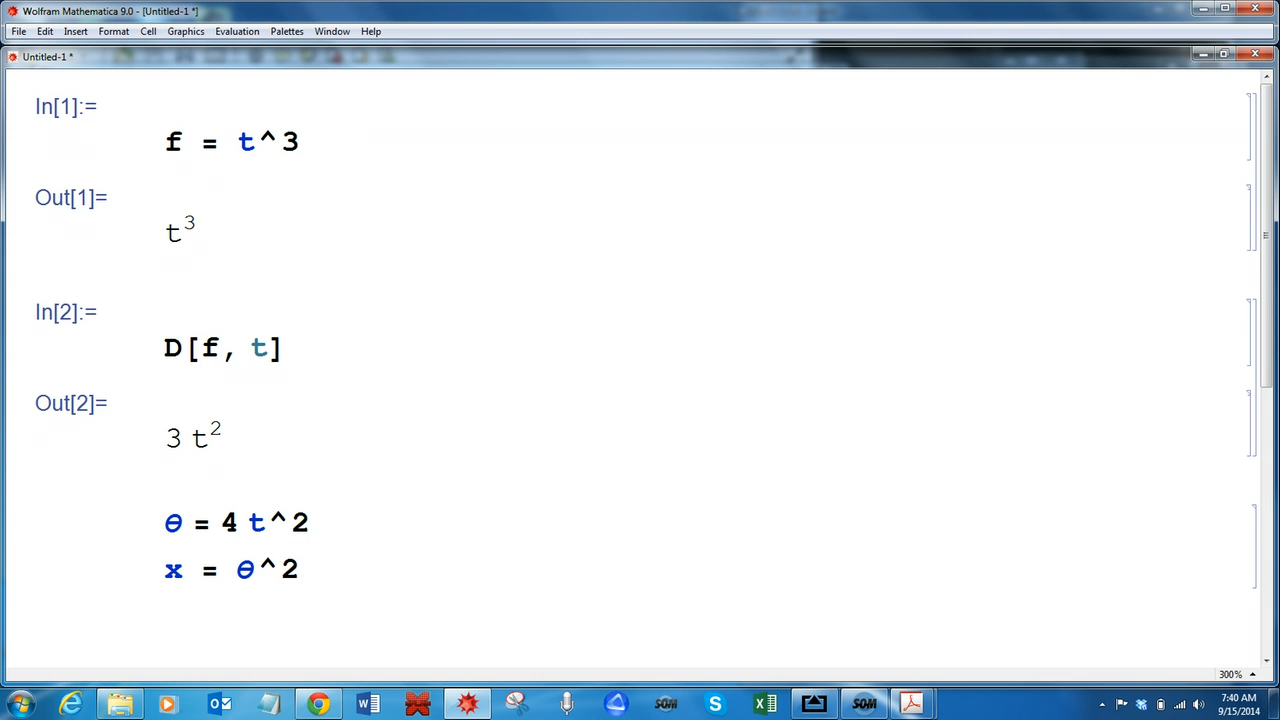 Wolfram Mathematica 9.0 - [Untitled-1 *]
File Edit Insert Format Cell Graphics Evaluation Palettes Window Help
Untitled-1 *
In[1]:=
f = t^3
Out[1]=
t³
In[2]:=
D[f, t]
Out[2]=
3 t²
θ = 4 t^2
x = θ^2
300%
SOM SOM
7:40 AM
9/15/2014